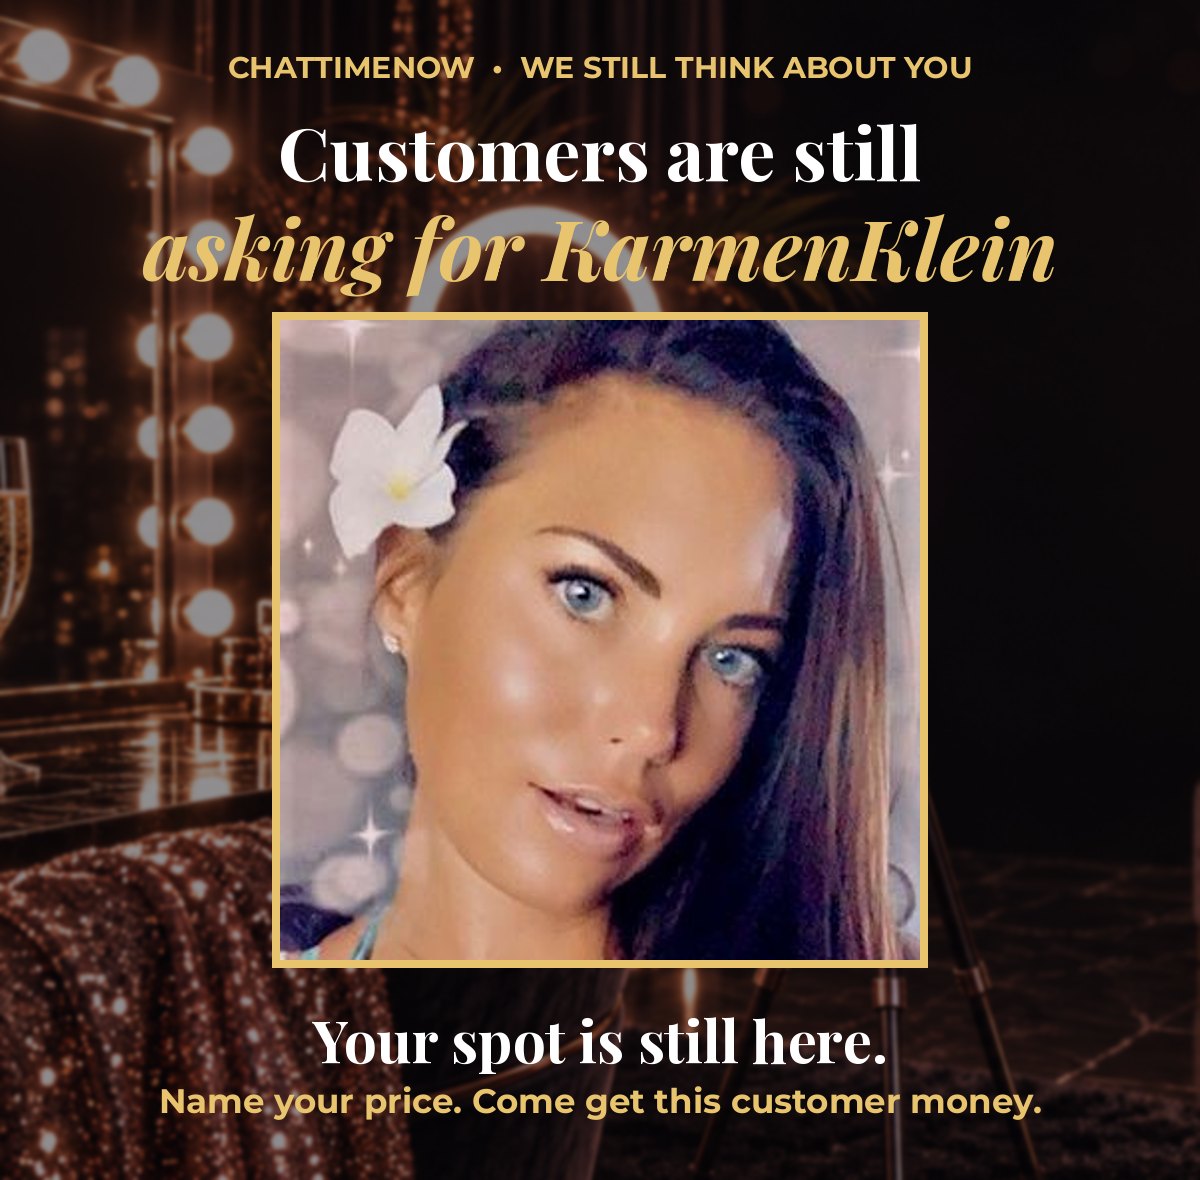 CHATTIMENOW • WE STILL THINK ABOUT YOU
Customers are still
asking for KarmenKlein
Your spot is still here.
Name your price. Come get this customer money.